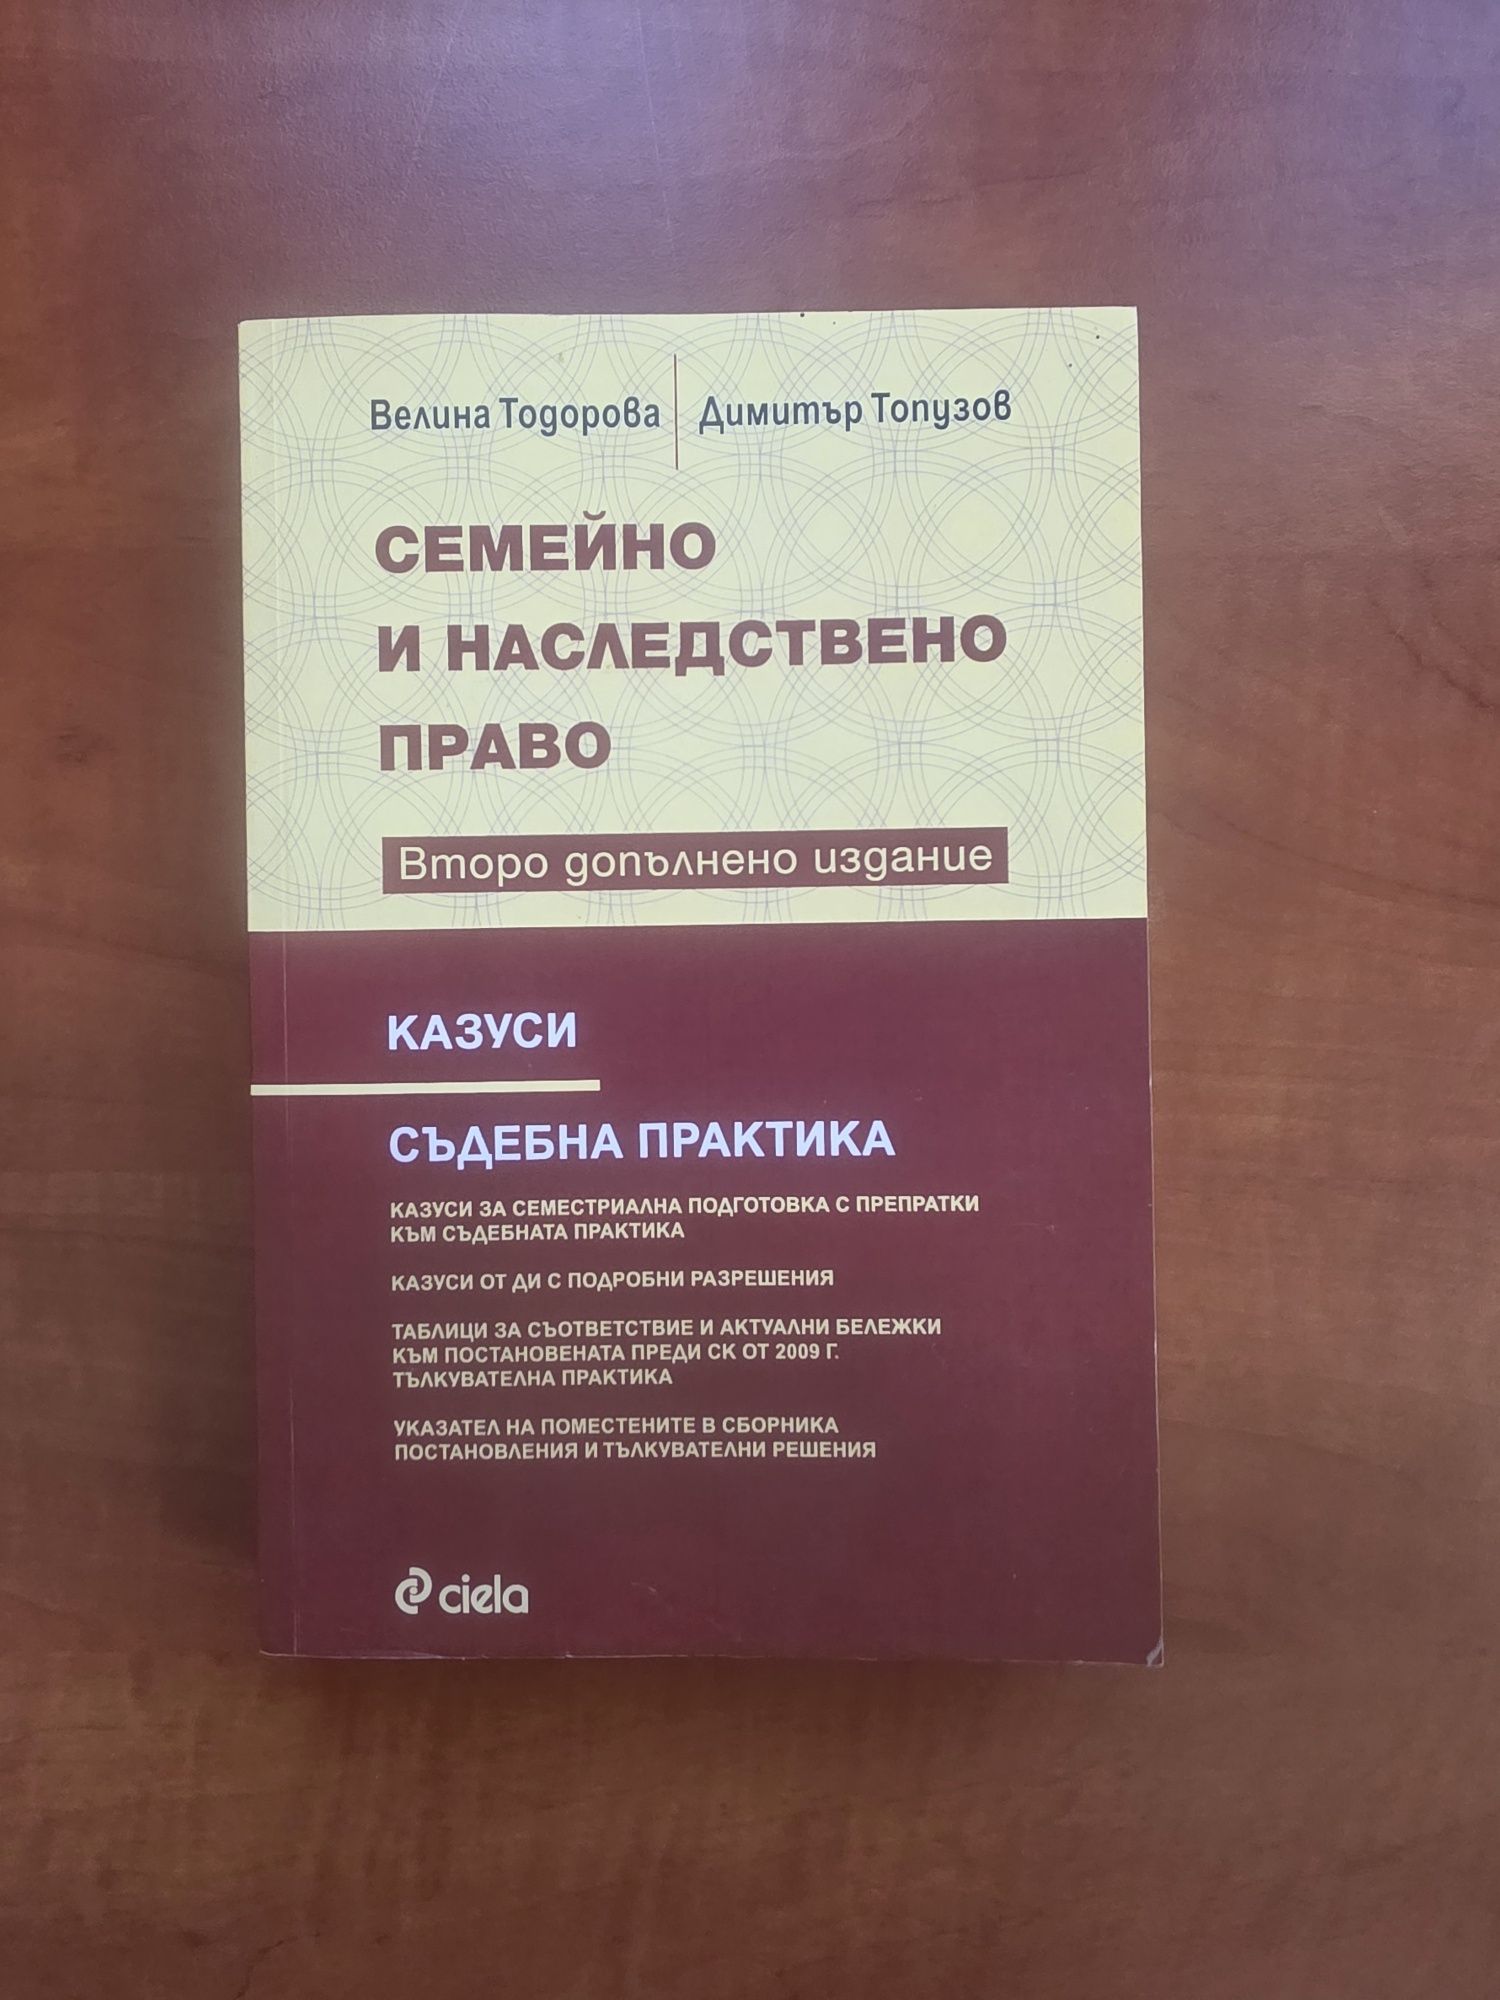 Велина Тодорова | Димитър Топузов
СЕМЕЙНО
И НАСЛЕДСТВЕНО
ПРАВО
Второ допълнено издание
КАЗУСИ
СЪДЕБНА ПРАКТИКА
КАЗУСИ ЗА СЕМЕСТРИАЛНА ПОДГОТОВКА С ПРЕПРАТКИ
КЪМ СЪДЕБНАТА ПРАКТИКА
КАЗУСИ ОТ ДИ С ПОДРОБНИ РАЗРЕШЕНИЯ
ТАБЛИЦИ ЗА СЪОТВЕТСТВИЕ И АКТУАЛНИ БЕЛЕЖКИ
КЪМ ПОСТАНОВЕНАТА ПРЕДИ СК ОТ 2009 Г.
ТЪЛКУВАТЕЛНА ПРАКТИКА
УКАЗАТЕЛ НА ПОМЕСТЕНИТЕ В СБОРНИКА
ПОСТАНОВЛЕНИЯ И ТЪЛКУВАТЕЛНИ РЕШЕНИЯ
ciela